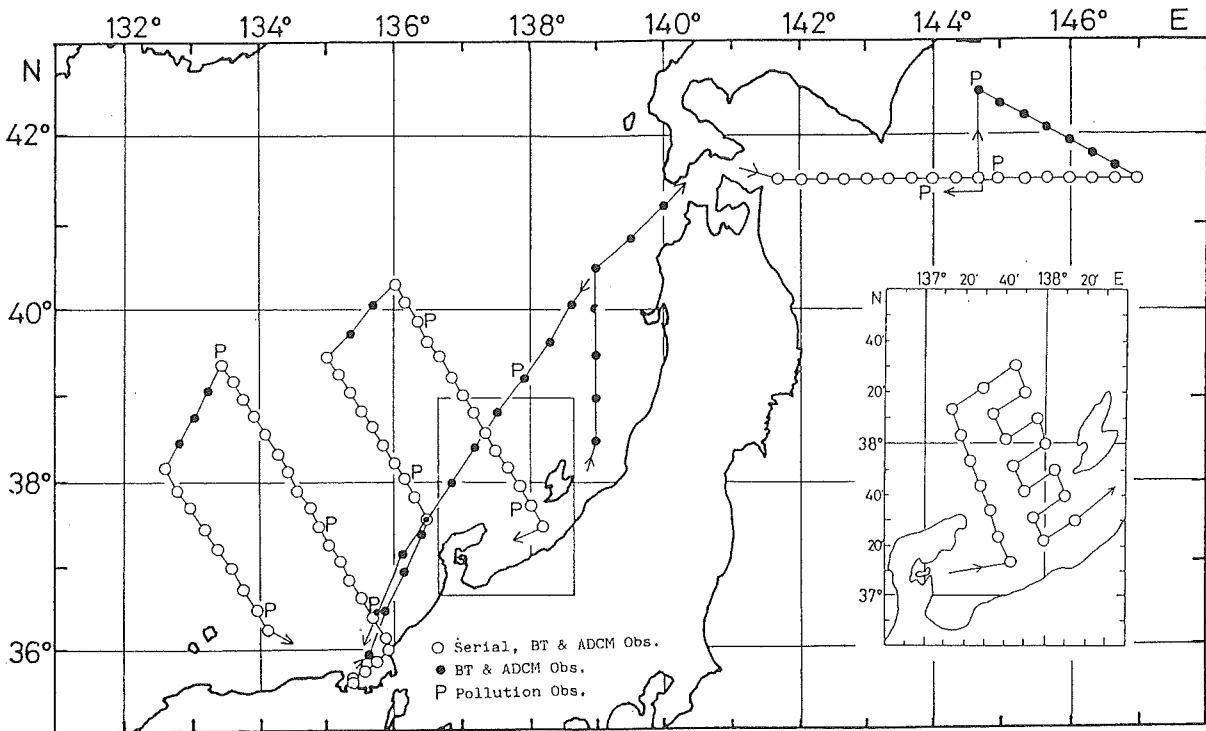 132° 134° 136° 138° 140° 142° 144° 146° E
N
42°
40°
38°
36°
P
P
P
P
P
P
P
P
P
P
P
P
P
137° 20' 40' 138° 20' E
N
40'
20'
38°
40'
20'
37°
○ Serial, BT & ADCM Obs.
● BT & ADCM Obs.
P Pollution Obs.